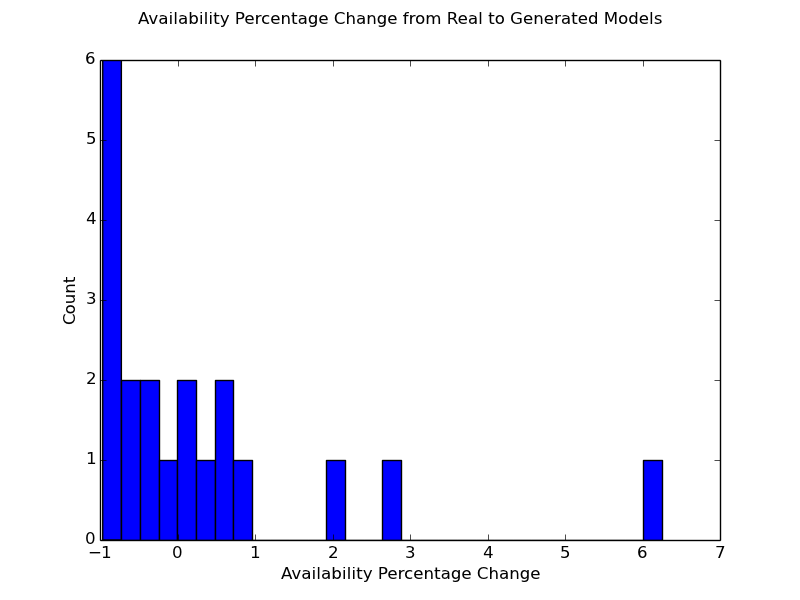 Availability Percentage Change from Real to Generated Models
6
5
4
3
2
1
0
Count
−1 0 1 2 3 4 5 6 7
Availability Percentage Change